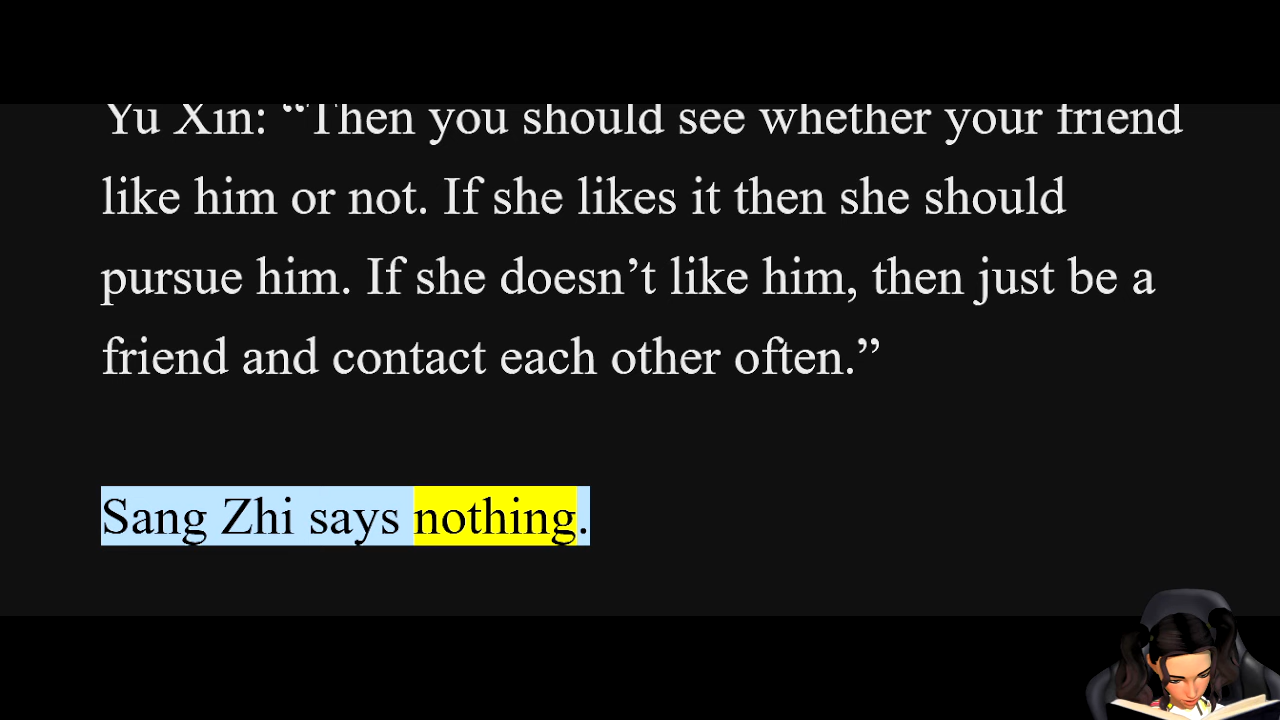 Yu Xin: “Then you should see whether your friend
like him or not. If she likes it then she should
pursue him. If she doesn’t like him, then just be a
friend and contact each other often.”
Sang Zhi says nothing.